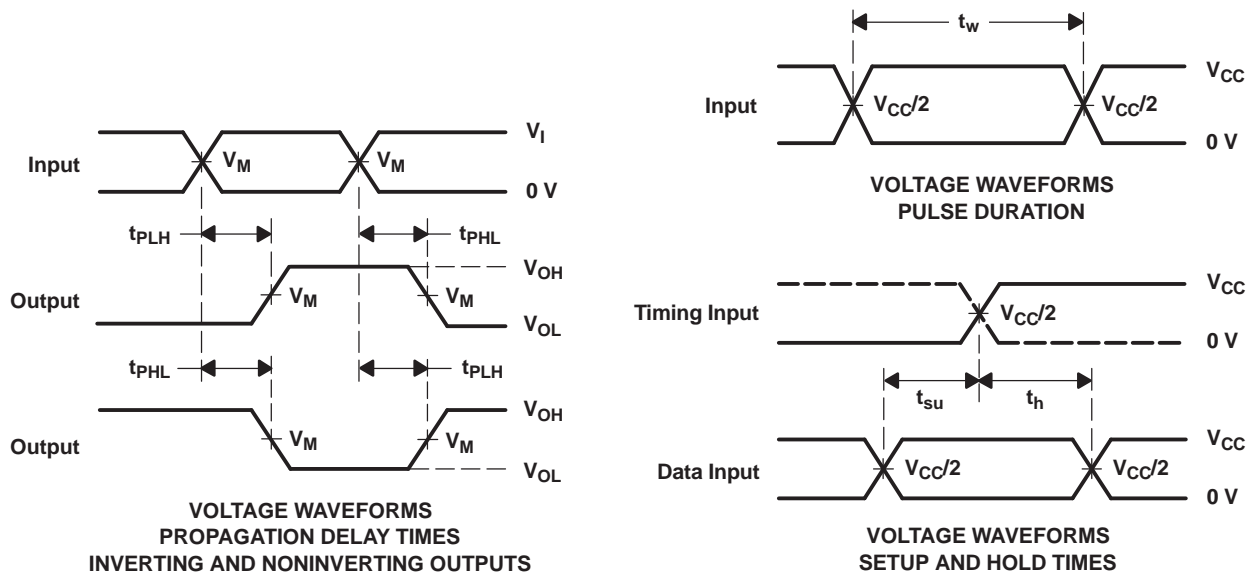 V_I
Input
V_M
V_M
0 V
t_PLH
t_PHL
V_OH
Output
V_M
V_M
V_OL
t_PHL
t_PLH
V_OH
Output
V_M
V_M
V_OL
VOLTAGE WAVEFORMS
PROPAGATION DELAY TIMES
INVERTING AND NONINVERTING OUTPUTS
t_w
V_CC
Input
V_CC/2
V_CC/2
0 V
VOLTAGE WAVEFORMS
PULSE DURATION
V_CC
Timing Input
V_CC/2
0 V
t_su
t_h
V_CC
Data Input
V_CC/2
V_CC/2
0 V
VOLTAGE WAVEFORMS
SETUP AND HOLD TIMES